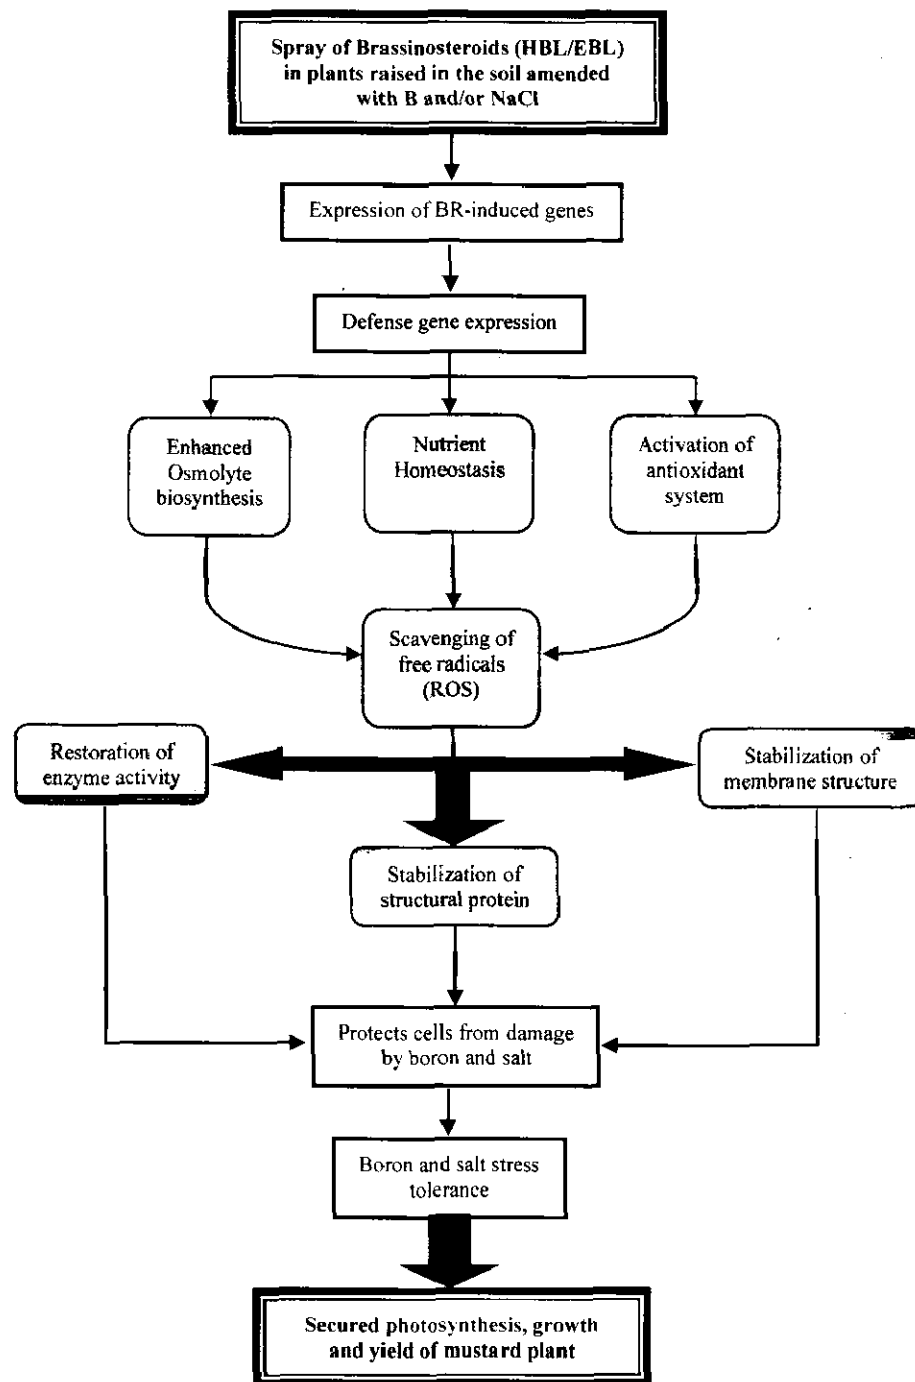 Spray of Brassinosteroids (HBL/EBL)
in plants raised in the soil amended
with B and/or NaCl
Expression of BR-induced genes
Defense gene expression
Enhanced
Osmolyte
biosynthesis
Nutrient
Homeostasis
Activation of
antioxidant
system
Scavenging of
free radicals
(ROS)
Restoration of
enzyme activity
Stabilization of
membrane structure
Stabilization of
structural protein
Protects cells from damage
by boron and salt
Boron and salt stress
tolerance
Secured photosynthesis, growth
and yield of mustard plant